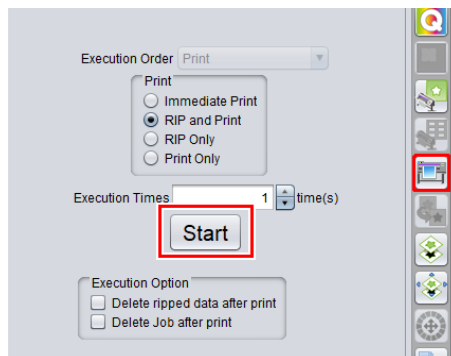 Execution Order Print
Print
Immediate Print
RIP and Print
RIP Only
Print Only
Execution Times 1 time(s)
Start
Execution Option
Delete ripped data after print
Delete Job after print